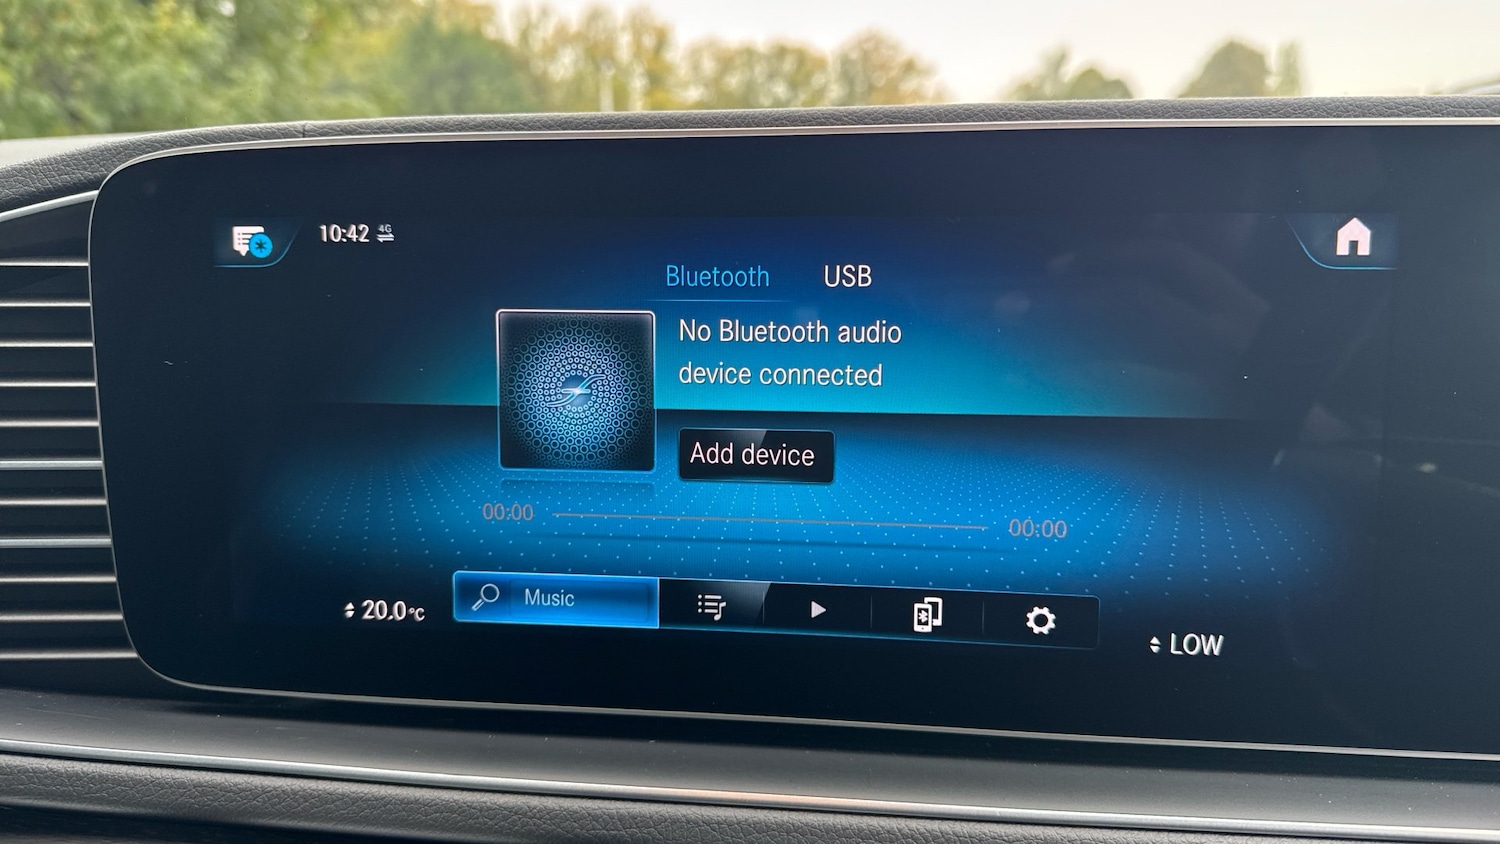 10:42 4G
Bluetooth USB
No Bluetooth audio
device connected
Add device
00:00 00:00
Music
20.0°C
LOW